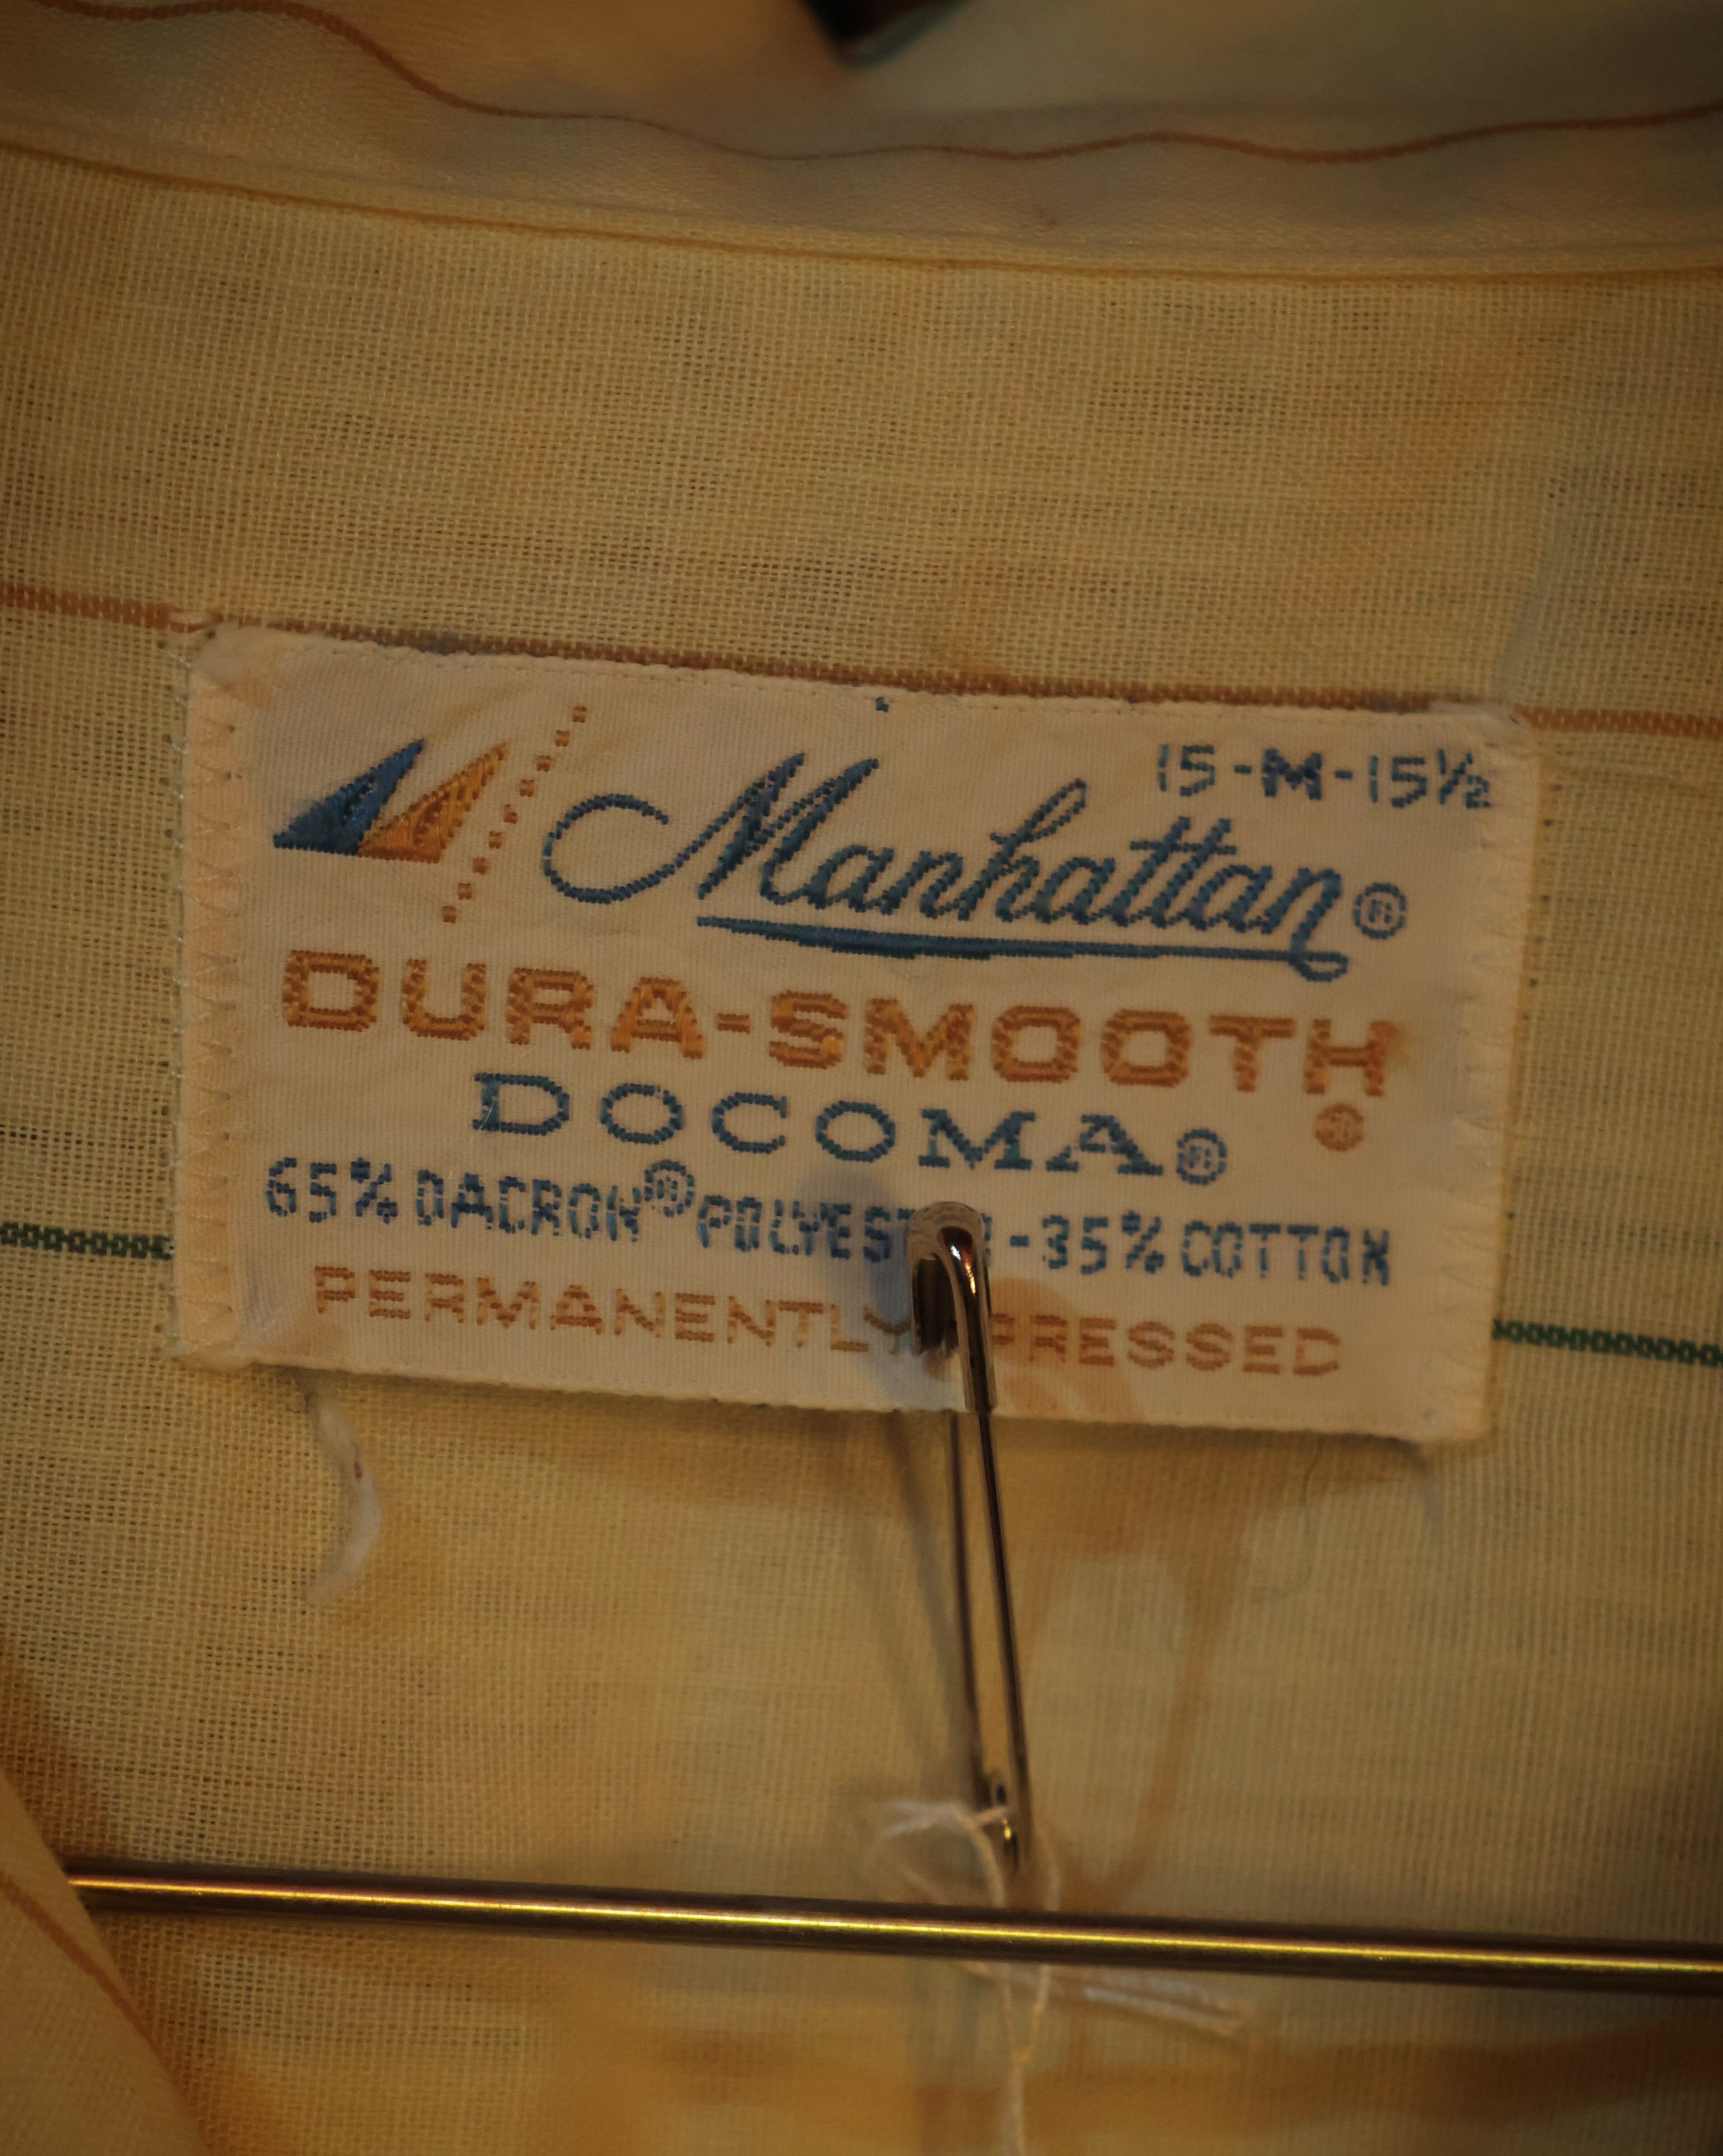 15-M-15½
Manhattan®
DURA-SMOOTH®
DOCOMA®
65% DACRON® POLYESTER-35% COTTON
PERMANENTLY PRESSED